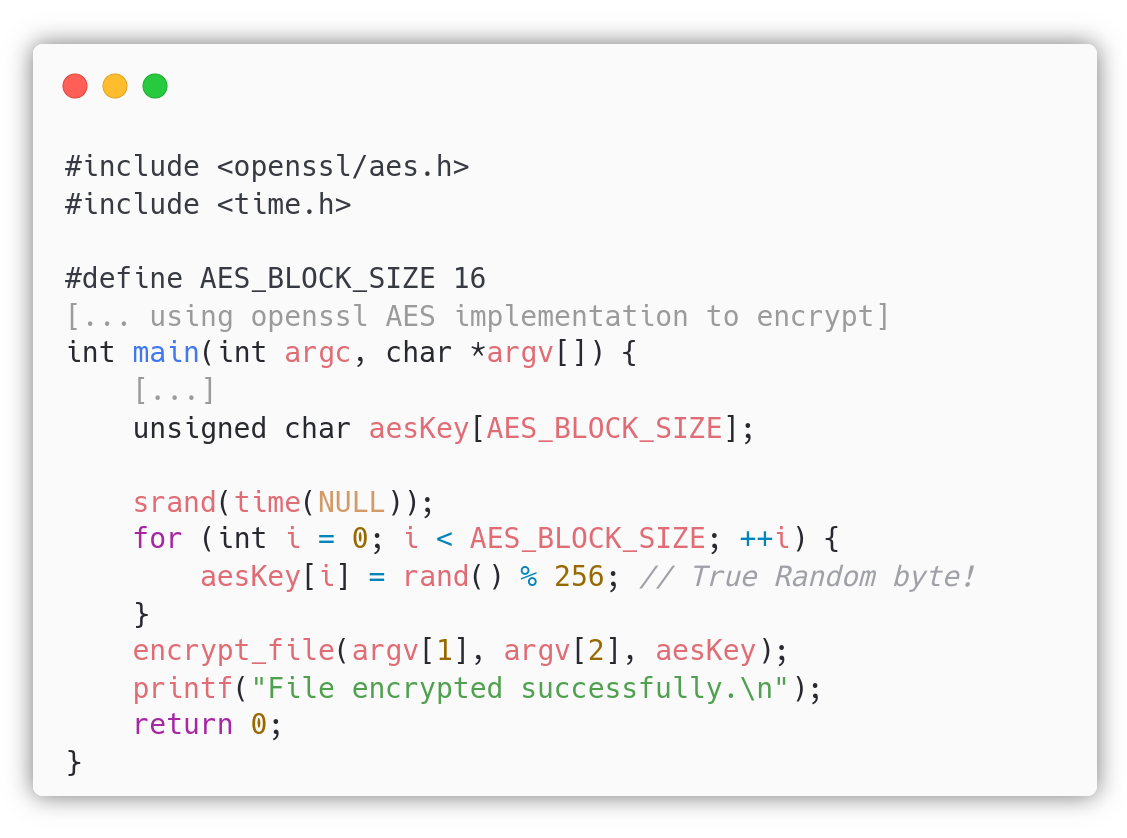 #include <openssl/aes.h>
#include <time.h>

#define AES_BLOCK_SIZE 16
[... using openssl AES implementation to encrypt]
int main(int argc, char *argv[]) {
    [...]
    unsigned char aesKey[AES_BLOCK_SIZE];

    srand(time(NULL));
    for (int i = 0; i < AES_BLOCK_SIZE; ++i) {
        aesKey[i] = rand() % 256; // True Random byte!
    }
    encrypt_file(argv[1], argv[2], aesKey);
    printf("File encrypted successfully.\n");
    return 0;
}